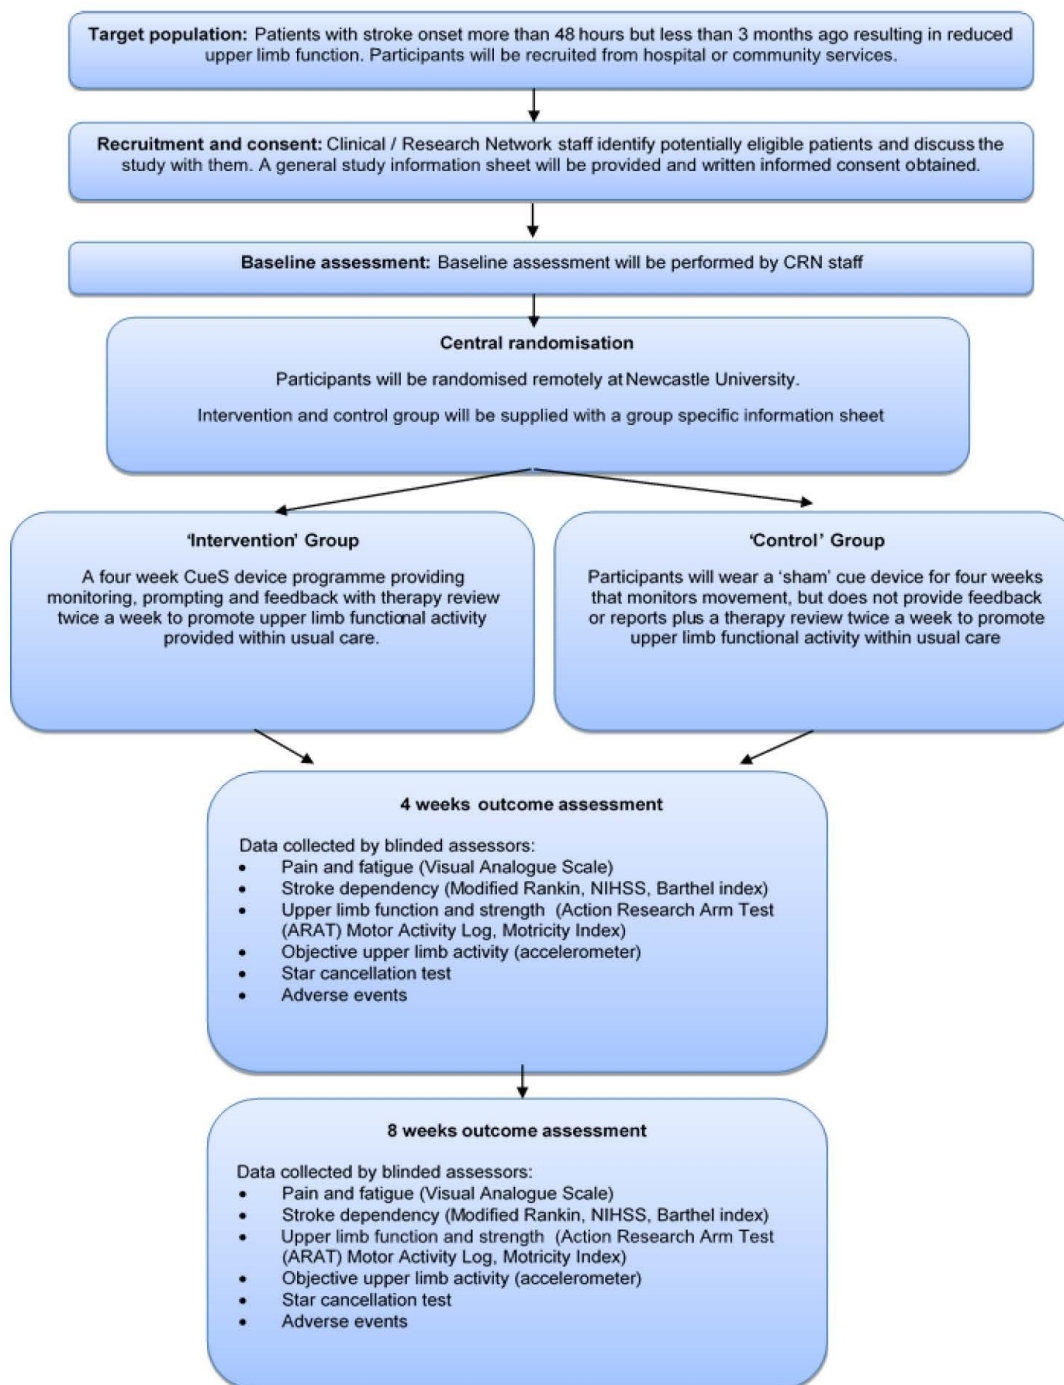 Target population: Patients with stroke onset more than 48 hours but less than 3 months ago resulting in reduced
upper limb function. Participants will be recruited from hospital or community services.
Recruitment and consent: Clinical / Research Network staff identify potentially eligible patients and discuss the
study with them. A general study information sheet will be provided and written informed consent obtained.
Baseline assessment: Baseline assessment will be performed by CRN staff
Central randomisation
Participants will be randomised remotely at Newcastle University.
Intervention and control group will be supplied with a group specific information sheet
'Intervention' Group
A four week CueS device programme providing
monitoring, prompting and feedback with therapy review
twice a week to promote upper limb functional activity
provided within usual care.
'Control' Group
Participants will wear a 'sham' cue device for four weeks
that monitors movement, but does not provide feedback
or reports plus a therapy review twice a week to promote
upper limb functional activity within usual care
4 weeks outcome assessment
Data collected by blinded assessors:
• Pain and fatigue (Visual Analogue Scale)
• Stroke dependency (Modified Rankin, NIHSS, Barthel index)
• Upper limb function and strength (Action Research Arm Test
(ARAT) Motor Activity Log, Motricity Index)
• Objective upper limb activity (accelerometer)
• Star cancellation test
• Adverse events
8 weeks outcome assessment
Data collected by blinded assessors:
• Pain and fatigue (Visual Analogue Scale)
• Stroke dependency (Modified Rankin, NIHSS, Barthel index)
• Upper limb function and strength (Action Research Arm Test
(ARAT) Motor Activity Log, Motricity Index)
• Objective upper limb activity (accelerometer)
• Star cancellation test
• Adverse events